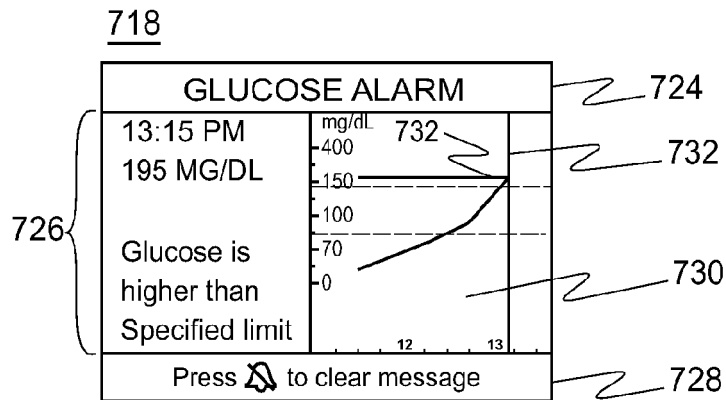 718
GLUCOSE ALARM
724
13:15 PM
195 MG/DL
Glucose is
higher than
Specified limit
726
mg/dL
400
150
100
70
0
12
13
732
732
730
Press to clear message
728